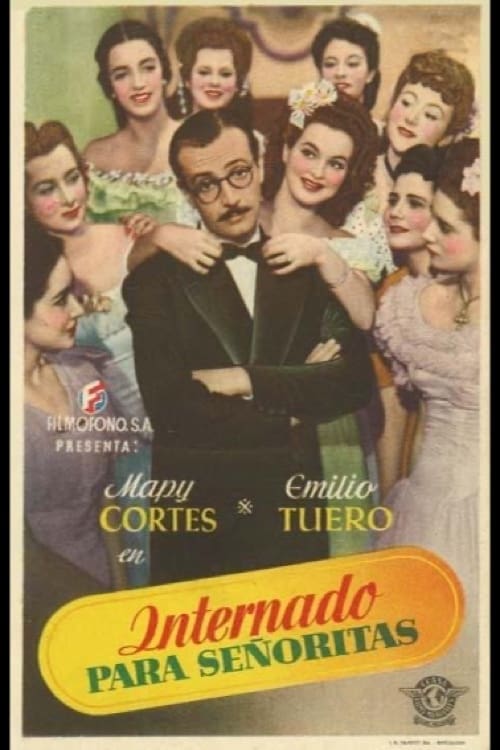 FILMOFONO, S.A.
PRESENTA:
Mapy Emilio
CORTES * TUERO
en
Internado
PARA SEÑORITAS